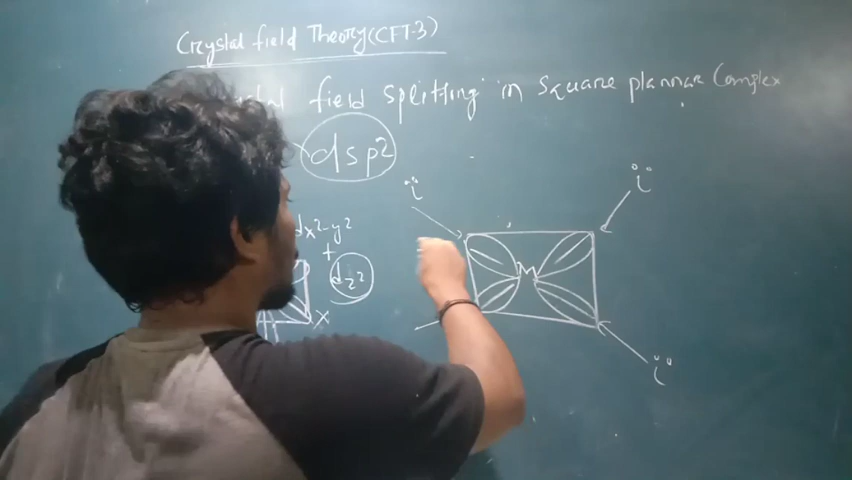 Crystal field Theory(CFT-3)
field splitting in Square plannar Complex
dsp2
dx²-y²
+
dz²
X
M